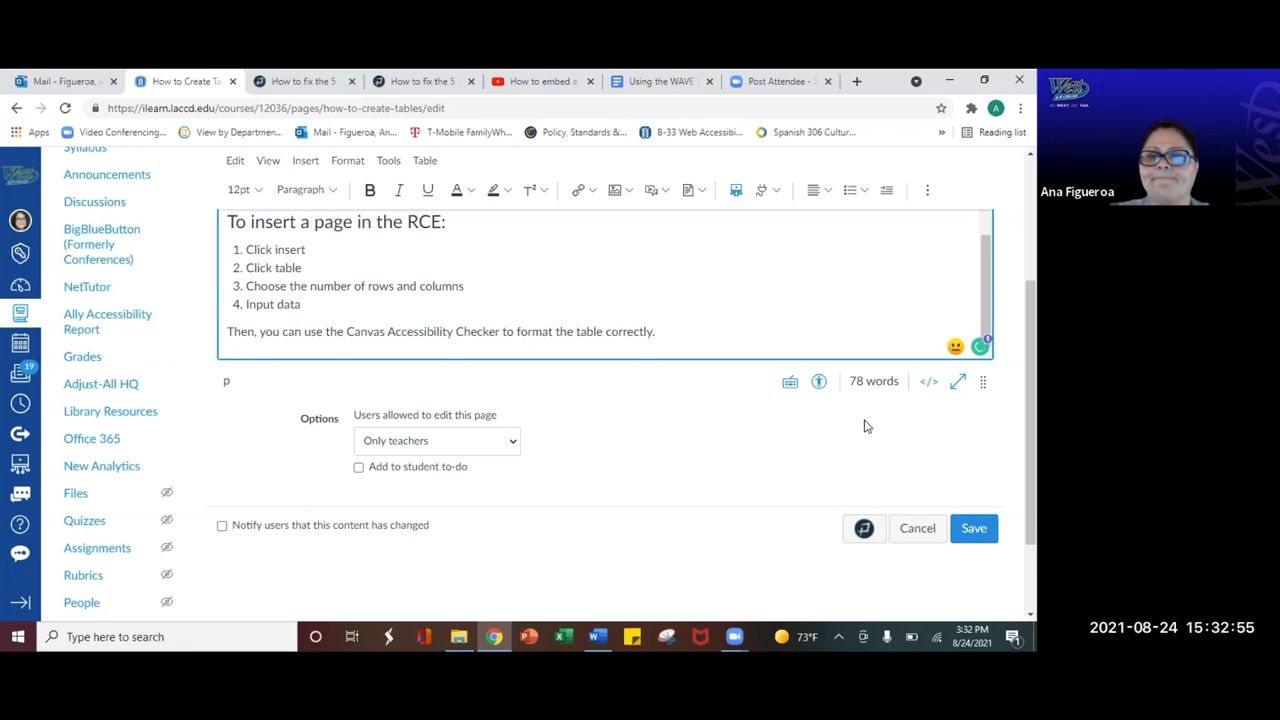 Mail - Figueroa,
How to Create Ta
How to fix the 5
How to fix the 5
How to embed a
Using the WAVE
Post Attendee - Z
https://ilearn.laccd.edu/courses/12036/pages/how-to-create-tables/edit
A
Apps
Video Conferencing...
View by Departmen...
Mail - Figueroa, An...
T-Mobile FamilyWh...
Policy, Standards &...
B-33 Web Accessibi...
Spanish 306 Cultur...
»
Reading list
West
Ana Figueroa
Syllabus
Announcements
Discussions
BigBlueButton
(Formerly
Conferences)
NetTutor
Ally Accessibility
Report
Grades
Adjust-All HQ
Library Resources
Office 365
New Analytics
Files
Quizzes
Assignments
Rubrics
People
19
Edit
View
Insert
Format
Tools
Table
12pt
Paragraph
B
I
U
A
T²
To insert a page in the RCE:
1. Click insert
2. Click table
3. Choose the number of rows and columns
4. Input data
Then, you can use the Canvas Accessibility Checker to format the table correctly.
1
p
78 words
</>
Options
Users allowed to edit this page
Only teachers
Add to student to-do
Notify users that this content has changed
Cancel
Save
Type here to search
73°F
3:32 PM
8/24/2021
1
2021-08-24 15:32:55